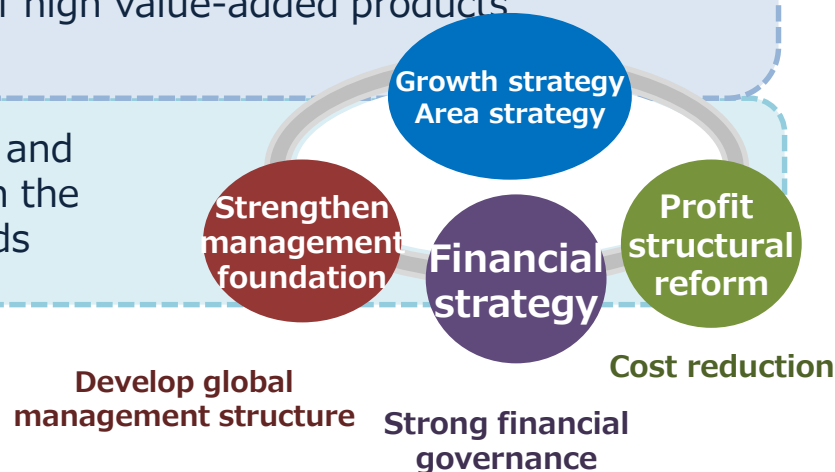 high value-added products
Growth strategy
Area strategy
and
the
Strengthen
management
foundation
Financial
strategy
Profit
structural
reform
Cost reduction
Develop global
management structure
Strong financial
governance